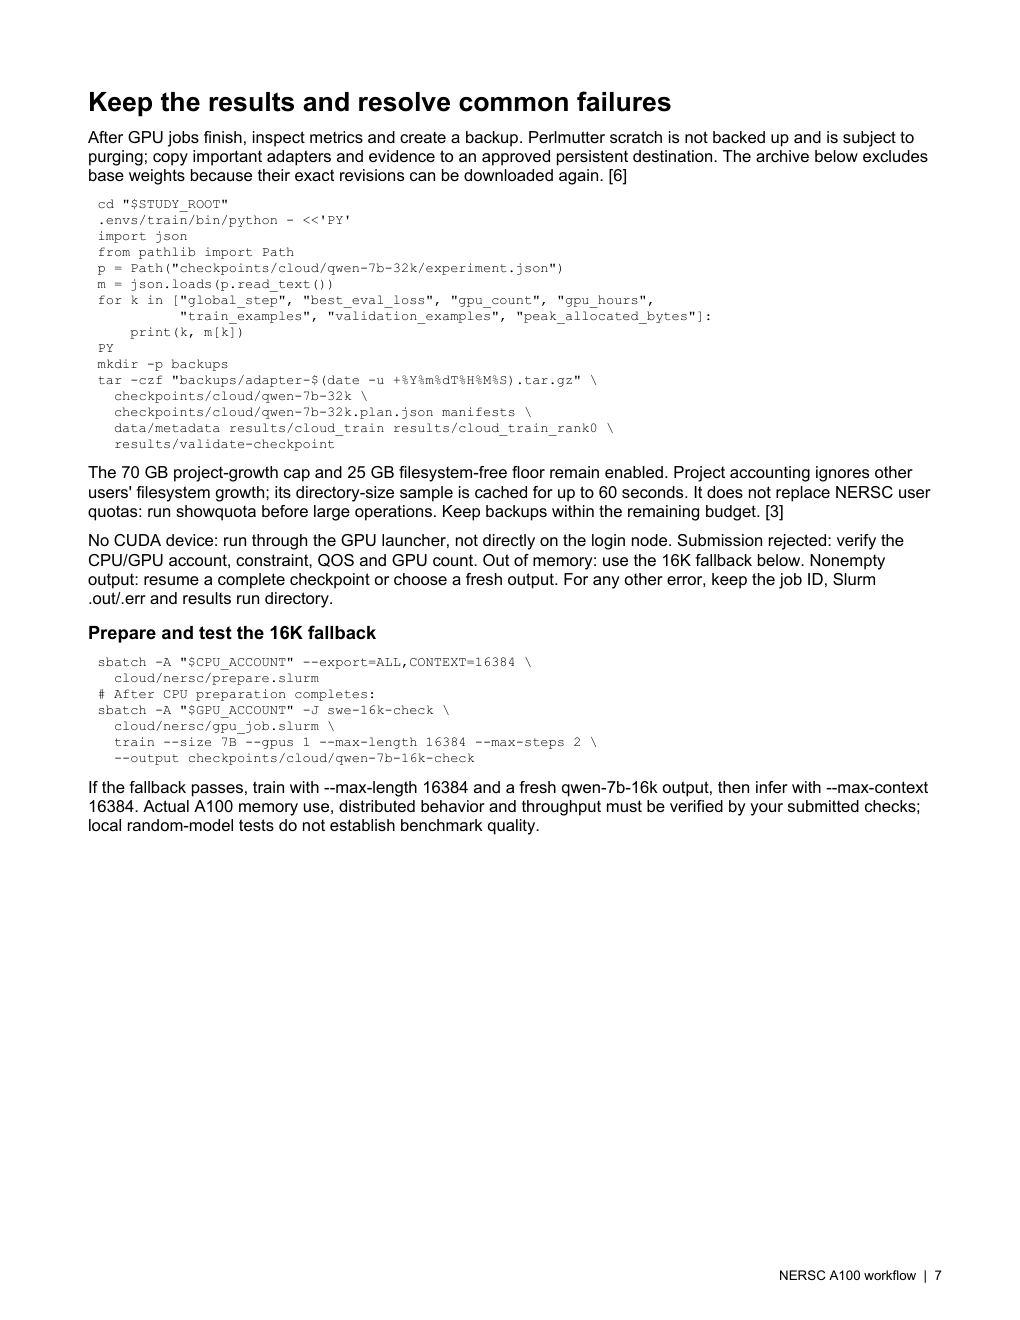 Keep the results and resolve common failures
After GPU jobs finish, inspect metrics and create a backup. Perlmutter scratch is not backed up and is subject to
purging; copy important adapters and evidence to an approved persistent destination. The archive below excludes
base weights because their exact revisions can be downloaded again. [6]
cd "$STUDY_ROOT"
.envs/train/bin/python - <<'PY'
import json
from pathlib import Path
p = Path("checkpoints/cloud/qwen-7b-32k/experiment.json")
m = json.loads(p.read_text())
for k in ["global_step", "best_eval_loss", "gpu_count", "gpu_hours",
          "train_examples", "validation_examples", "peak_allocated_bytes"]:
    print(k, m[k])
PY
mkdir -p backups
tar -czf "backups/adapter-$(date -u +%Y%m%dT%H%M%S).tar.gz" \
  checkpoints/cloud/qwen-7b-32k \
  checkpoints/cloud/qwen-7b-32k.plan.json manifests \
  data/metadata results/cloud_train results/cloud_train_rank0 \
  results/validate-checkpoint
The 70 GB project-growth cap and 25 GB filesystem-free floor remain enabled. Project accounting ignores other
users' filesystem growth; its directory-size sample is cached for up to 60 seconds. It does not replace NERSC user
quotas: run showquota before large operations. Keep backups within the remaining budget. [3]
No CUDA device: run through the GPU launcher, not directly on the login node. Submission rejected: verify the
CPU/GPU account, constraint, QOS and GPU count. Out of memory: use the 16K fallback below. Nonempty
output: resume a complete checkpoint or choose a fresh output. For any other error, keep the job ID, Slurm
.out/.err and results run directory.
Prepare and test the 16K fallback
sbatch -A "$CPU_ACCOUNT" --export=ALL,CONTEXT=16384 \
  cloud/nersc/prepare.slurm
# After CPU preparation completes:
sbatch -A "$GPU_ACCOUNT" -J swe-16k-check \
  cloud/nersc/gpu_job.slurm \
  train --size 7B --gpus 1 --max-length 16384 --max-steps 2 \
  --output checkpoints/cloud/qwen-7b-16k-check
If the fallback passes, train with --max-length 16384 and a fresh qwen-7b-16k output, then infer with --max-context
16384. Actual A100 memory use, distributed behavior and throughput must be verified by your submitted checks;
local random-model tests do not establish benchmark quality.
NERSC A100 workflow | 7